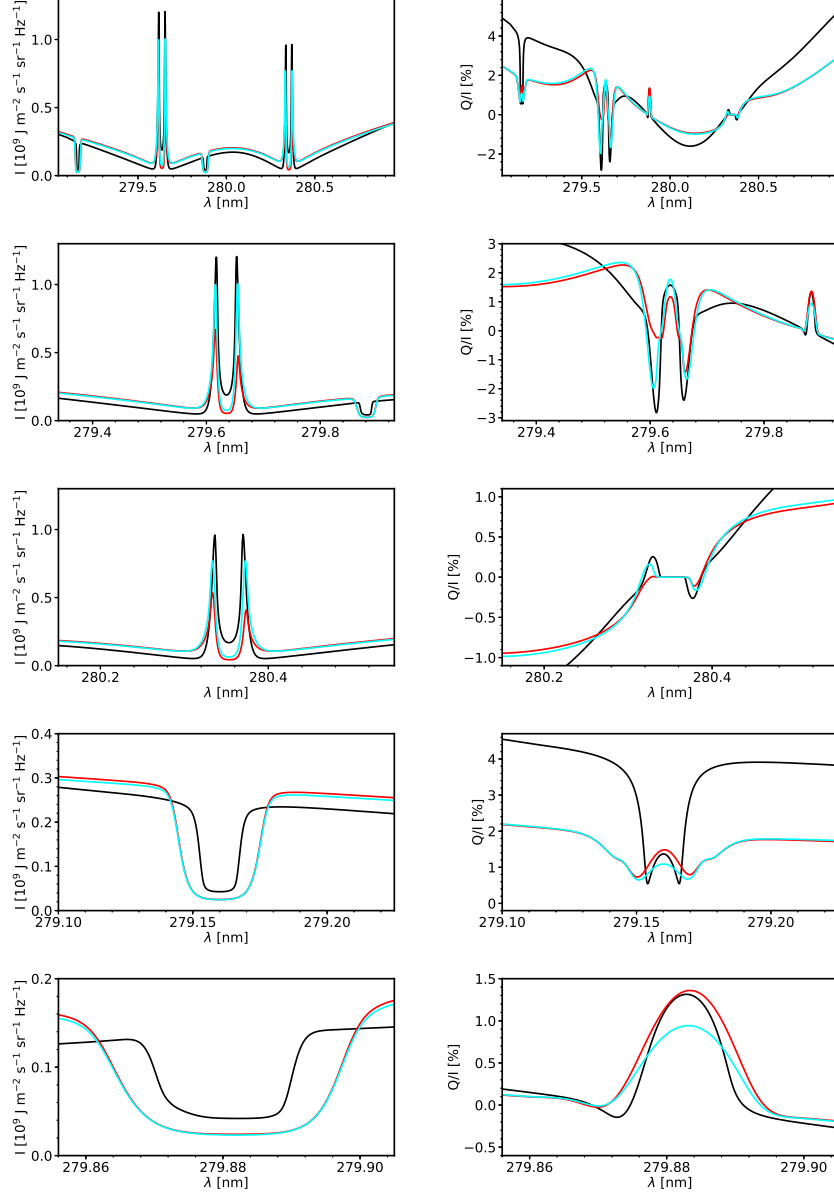 1.0
0.5
0.0
279.5 280.0 280.5
λ [nm]
I [10⁹ J m⁻² s⁻¹ sr⁻¹ Hz⁻¹]
4
2
0
−2
279.5 280.0 280.5
λ [nm]
Q/I [%]
1.0
0.5
0.0
279.4 279.6 279.8
λ [nm]
I [10⁹ J m⁻² s⁻¹ sr⁻¹ Hz⁻¹]
3
2
1
0
−1
−2
−3
279.4 279.6 279.8
λ [nm]
Q/I [%]
1.0
0.5
0.0
280.2 280.4
λ [nm]
I [10⁹ J m⁻² s⁻¹ sr⁻¹ Hz⁻¹]
1.0
0.5
0.0
−0.5
−1.0
280.2 280.4
λ [nm]
Q/I [%]
0.4
0.3
0.2
0.1
0.0
279.10 279.15 279.20
λ [nm]
I [10⁹ J m⁻² s⁻¹ sr⁻¹ Hz⁻¹]
4
3
2
1
0
279.10 279.15 279.20
λ [nm]
Q/I [%]
0.2
0.1
0.0
279.86 279.88 279.90
λ [nm]
I [10⁹ J m⁻² s⁻¹ sr⁻¹ Hz⁻¹]
1.5
1.0
0.5
0.0
−0.5
279.86 279.88 279.90
λ [nm]
Q/I [%]